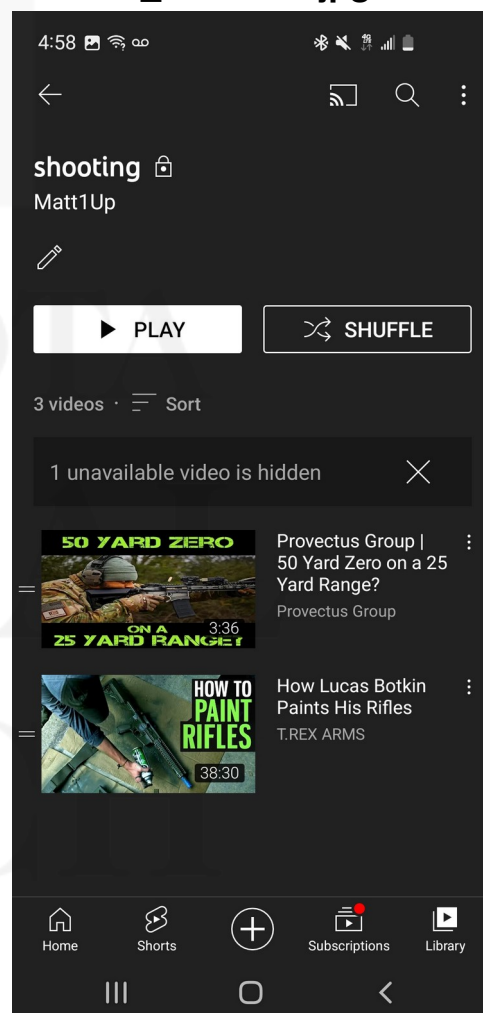 4:58
shooting
Matt1Up
PLAY
SHUFFLE
3 videos · Sort
1 unavailable video is hidden
50 YARD ZERO
ON A
25 YARD RANGE?
3:36
Provectus Group |
50 Yard Zero on a 25
Yard Range?
Provectus Group
HOW TO
PAINT
RIFLES
38:30
How Lucas Botkin
Paints His Rifles
T.REX ARMS
Home
Shorts
Subscriptions
Library